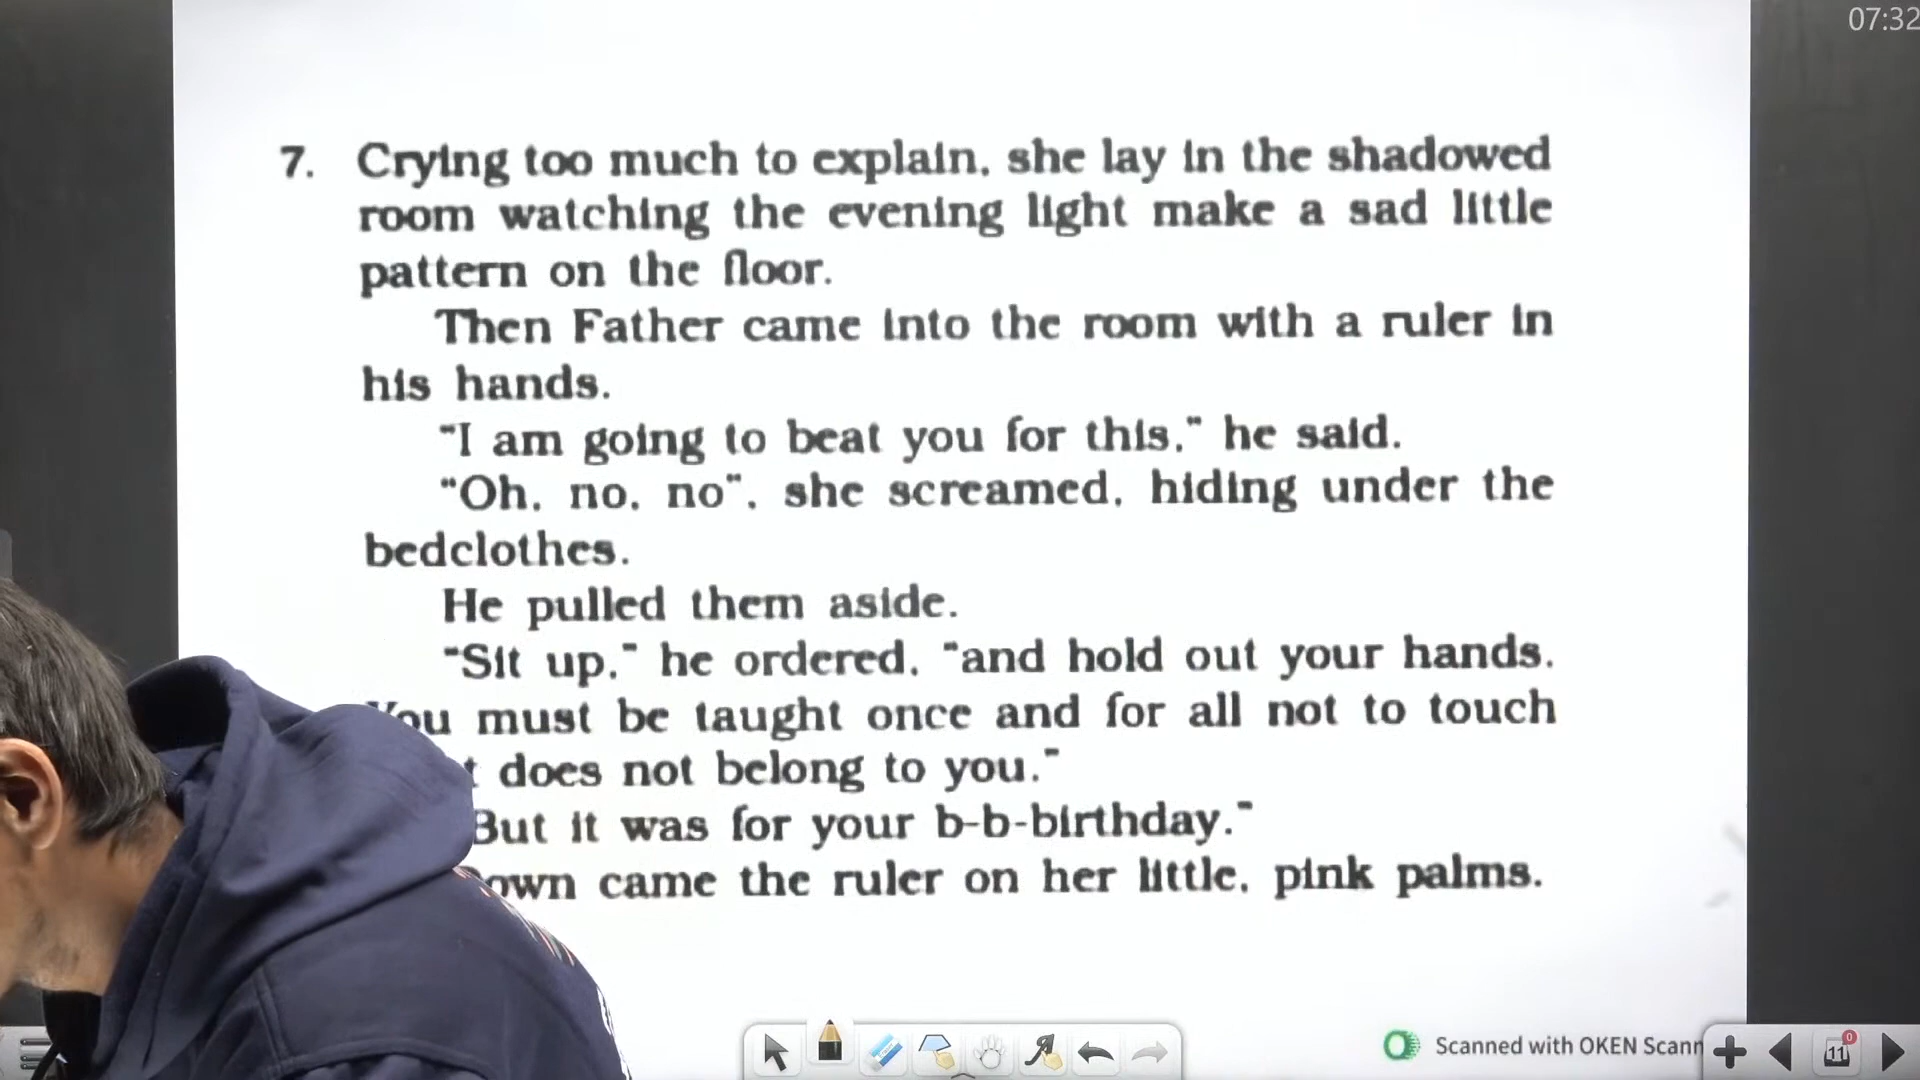 07:32
7. Crying too much to explain, she lay in the shadowed
room watching the evening light make a sad little
pattern on the floor.
Then Father came into the room with a ruler in
his hands.
"I am going to beat you for this," he said.
"Oh, no, no", she screamed, hiding under the
bedclothes.
He pulled them aside.
"Sit up," he ordered, "and hold out your hands.
You must be taught once and for all not to touch
does not belong to you."
But it was for your b-b-birthday."
came the ruler on her little, pink palms.
Scanned with OKEN Scann
11
0